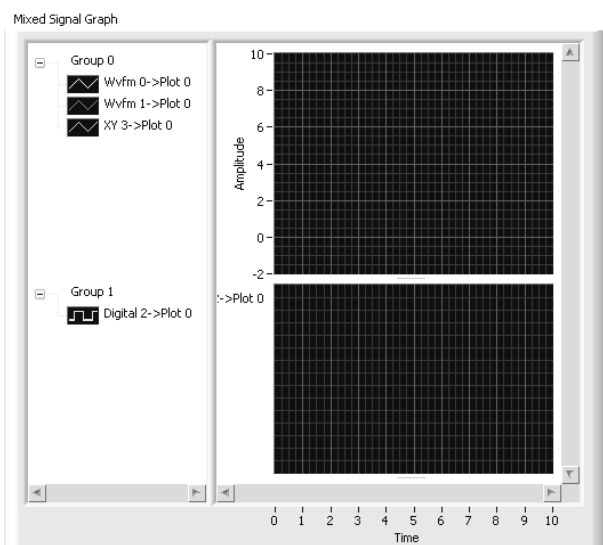 Mixed Signal Graph
Group 0
Wvfm 0->Plot 0
Wvfm 1->Plot 0
XY 3->Plot 0
Group 1
Digital 2->Plot 0
Amplitude
10
8
6
4
2
0
-2
:->Plot 0
0 1 2 3 4 5 6 7 8 9 10
Time